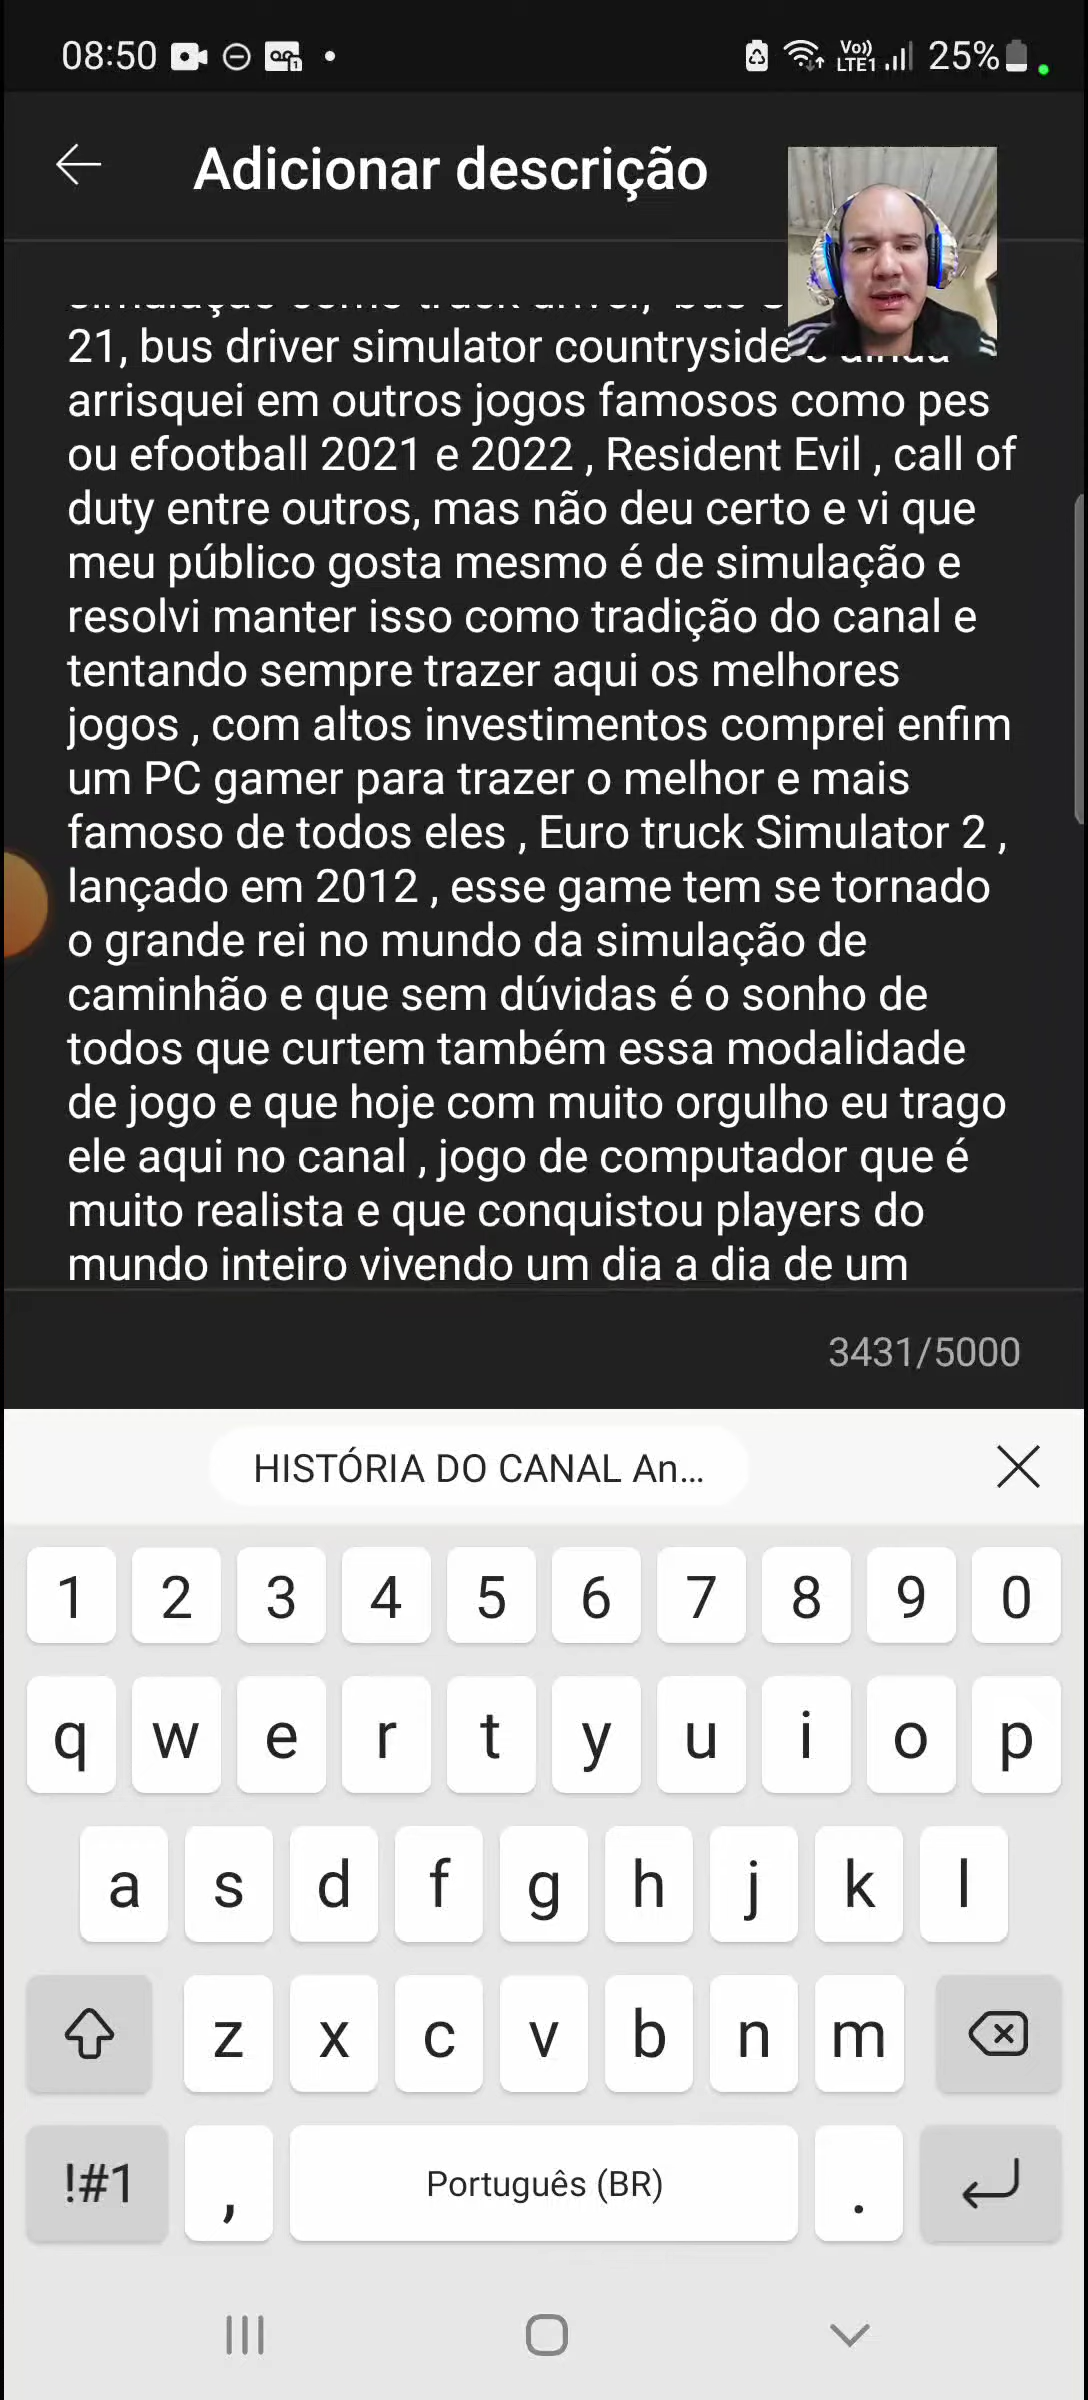 08:50
Vo))
LTE1
25%
Adicionar descrição
21, bus driver simulator countryside
arrisquei em outros jogos famosos como pes
ou efootball 2021 e 2022 , Resident Evil , call of
duty entre outros, mas não deu certo e vi que
meu público gosta mesmo é de simulação e
resolvi manter isso como tradição do canal e
tentando sempre trazer aqui os melhores
jogos , com altos investimentos comprei enfim
um PC gamer para trazer o melhor e mais
famoso de todos eles , Euro truck Simulator 2 ,
lançado em 2012 , esse game tem se tornado
o grande rei no mundo da simulação de
caminhão e que sem dúvidas é o sonho de
todos que curtem também essa modalidade
de jogo e que hoje com muito orgulho eu trago
ele aqui no canal , jogo de computador que é
muito realista e que conquistou players do
mundo inteiro vivendo um dia a dia de um
3431/5000
HISTÓRIA DO CANAL An...
1 2 3 4 5 6 7 8 9 0
q w e r t y u i o p
a s d f g h j k l
z x c v b n m
!#1 , Português (BR) .